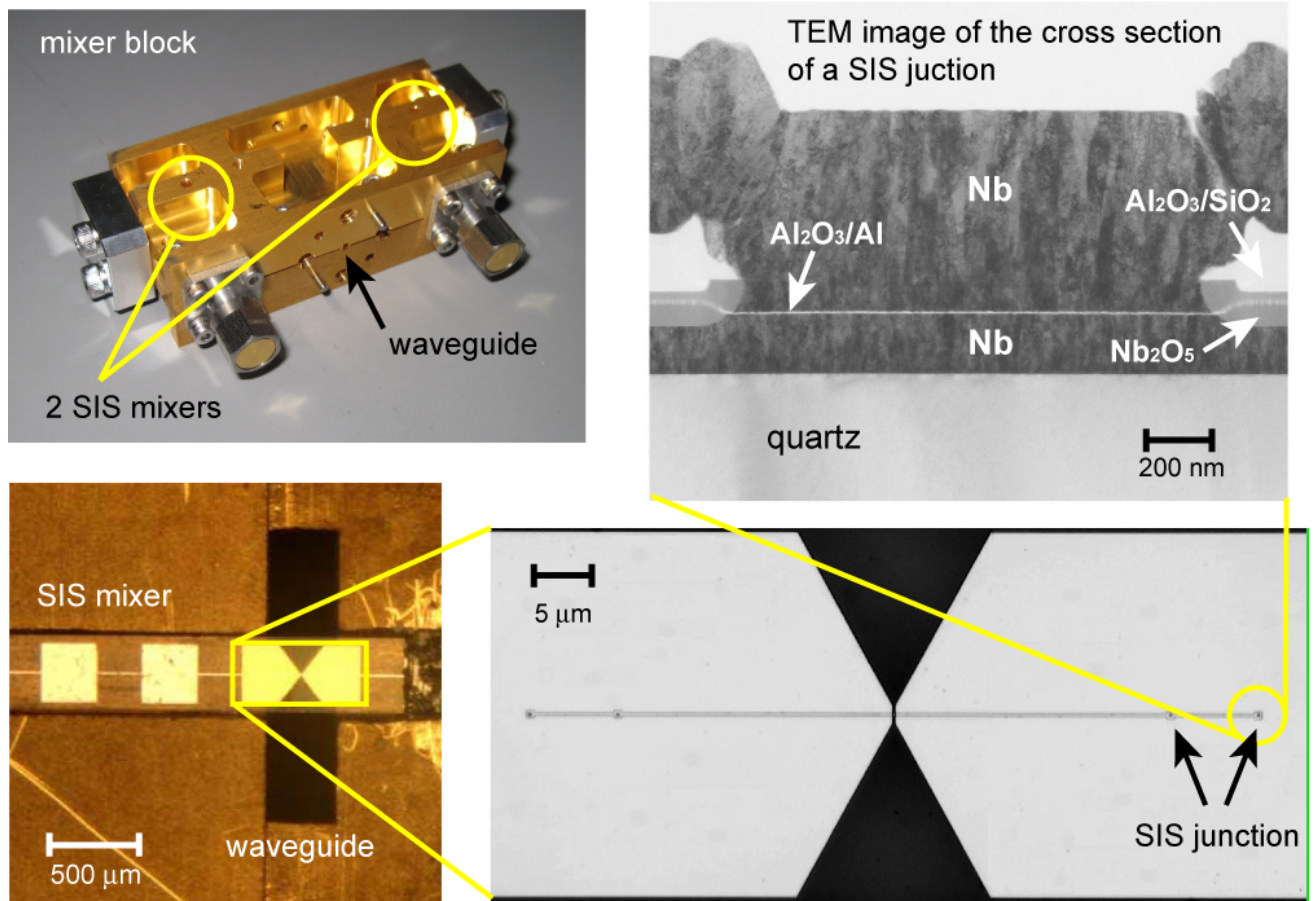 mixer block
waveguide
2 SIS mixers
TEM image of the cross section
of a SIS juction
Nb
Al₂O₃/SiO₂
Al₂O₃/Al
Nb
Nb₂O₅
quartz
200 nm
SIS mixer
waveguide
500 μm
5 μm
SIS junction